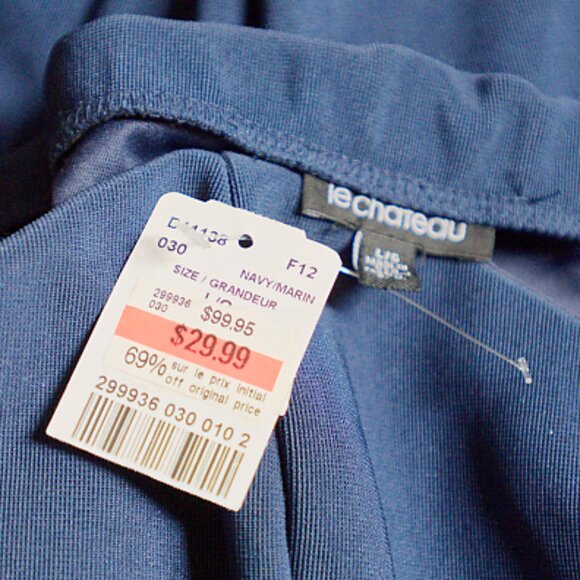 le chateau
L/G
030
F12
NAVY/MARIN
SIZE / GRANDEUR
L/G
299936
030
$99.95
$29.99
69% sur le prix initial
off original price
299936 030 010 2